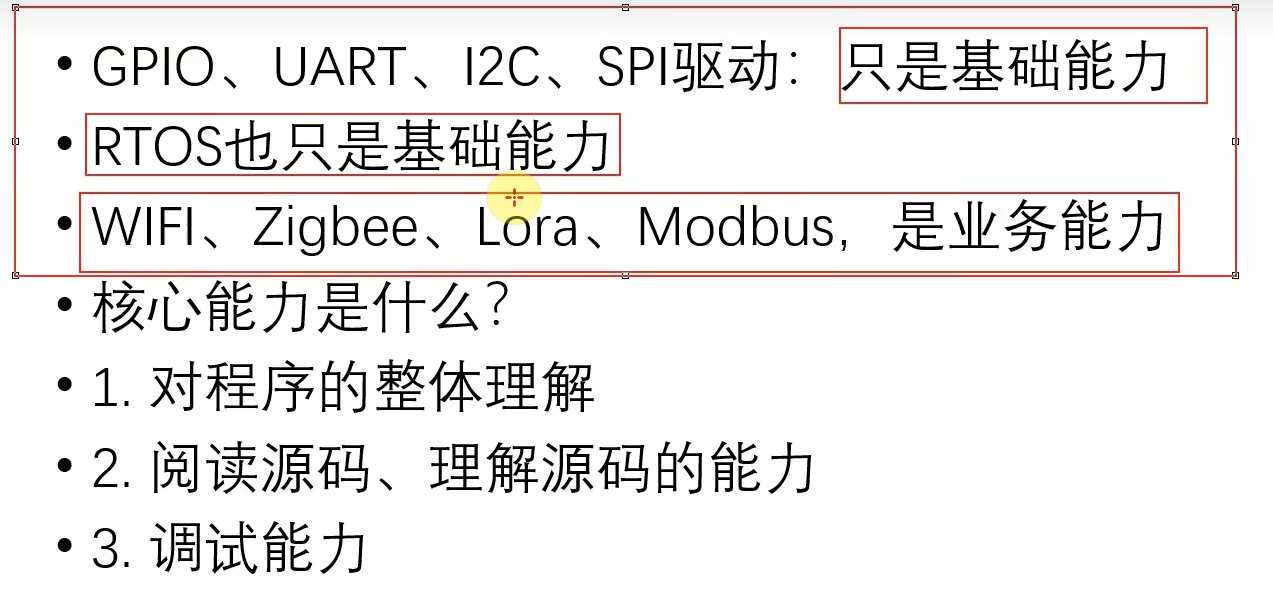 • GPIO、UART、I2C、SPI驱动：只是基础能力
• RTOS也只是基础能力
• WIFI、Zigbee、Lora、Modbus，是业务能力
• 核心能力是什么？
• 1. 对程序的整体理解
• 2. 阅读源码、理解源码的能力
• 3. 调试能力